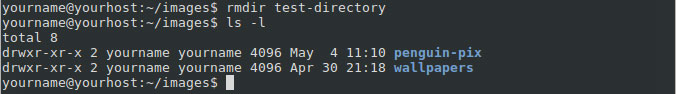 yourname@yourhost:~/images$ rmdir test-directory
yourname@yourhost:~/images$ ls -l
total 8
drwxr-xr-x 2 yourname yourname 4096 May  4 11:10 penguin-pix
drwxr-xr-x 2 yourname yourname 4096 Apr 30 21:18 wallpapers
yourname@yourhost:~/images$